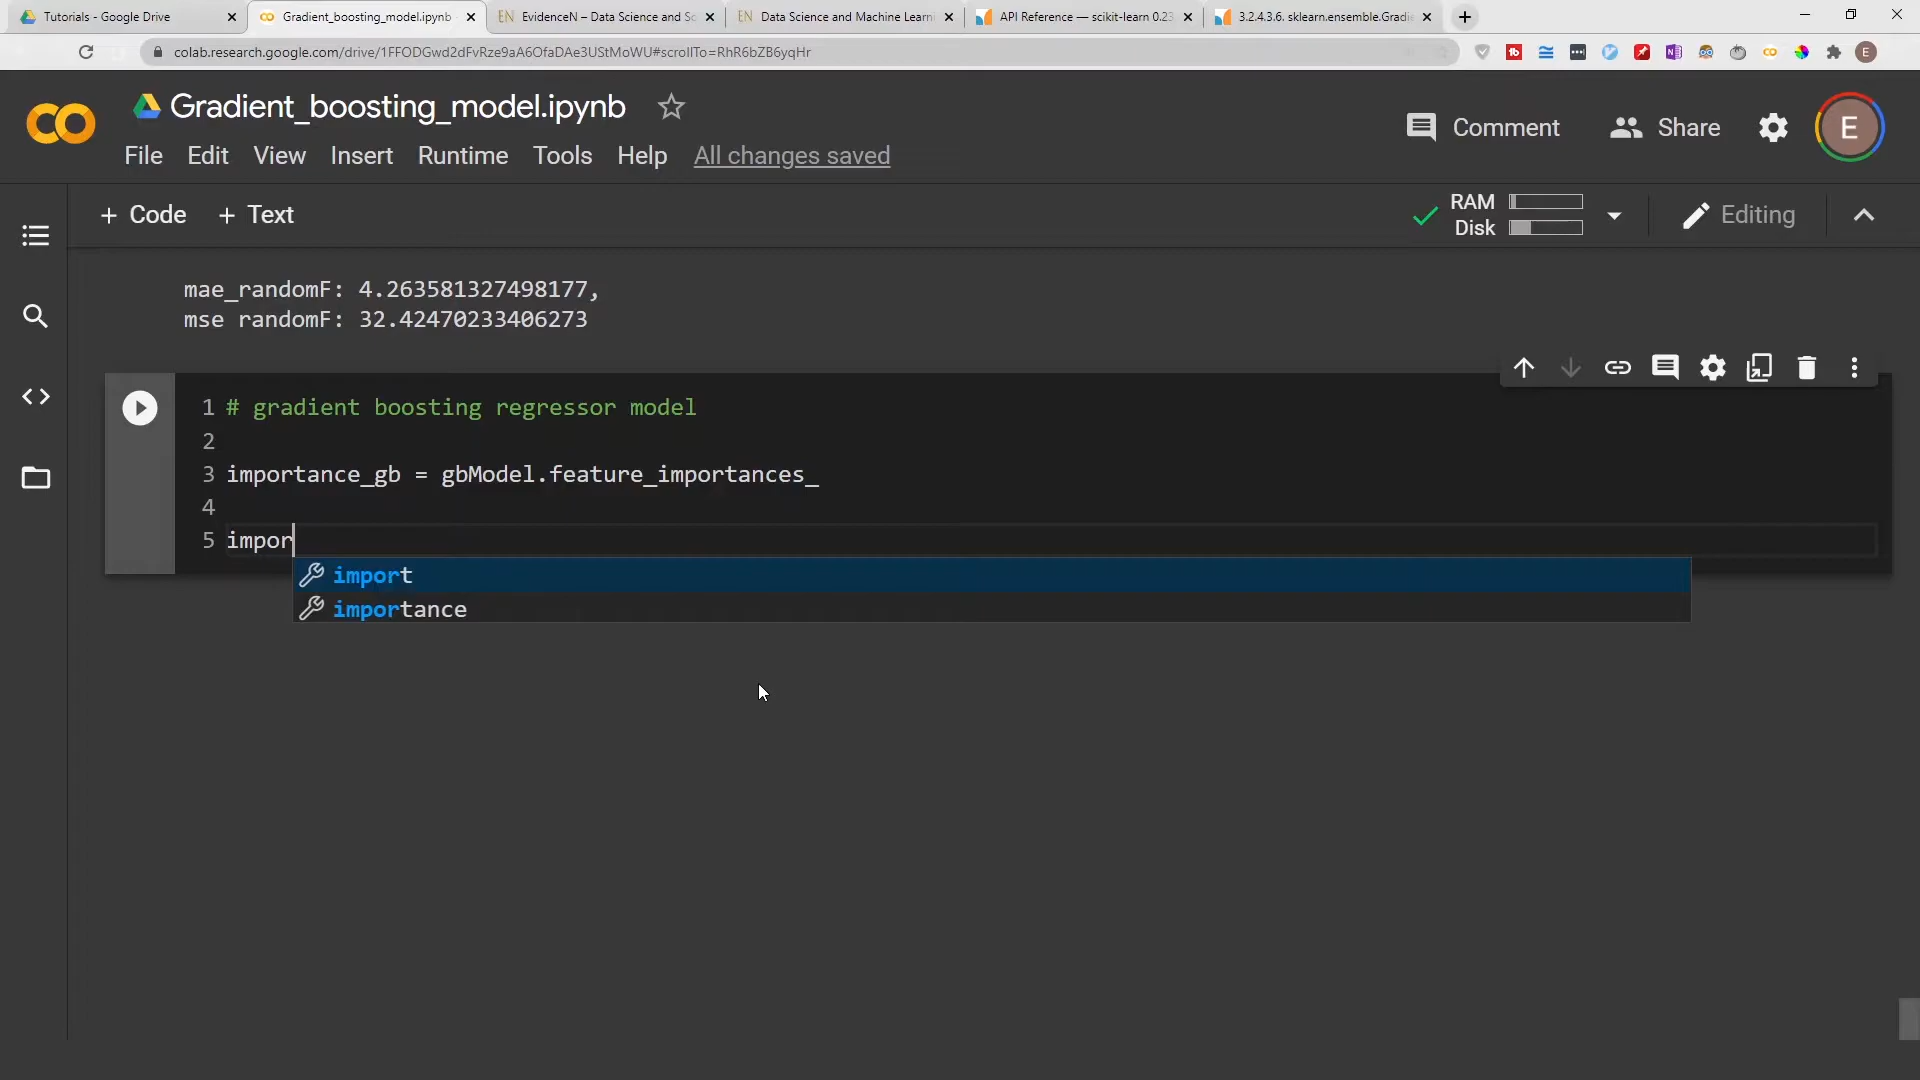 Tutorials - Google Drive
Gradient_boosting_model.ipynb
EvidenceN – Data Science and Sc
Data Science and Machine Learni
API Reference — scikit-learn 0.23
3.2.4.3.6. sklearn.ensemble.Gradie
colab.research.google.com/drive/1FFODGwd2dFvRze9aA6OfaDAe3UStMoWU#scrollTo=RhR6bZB6yqHr
E
CO
Gradient_boosting_model.ipynb
Comment
Share
E
File Edit View Insert Runtime Tools Help All changes saved
+ Code + Text
RAM
Disk
Editing
mae_randomF: 4.263581327498177,
mse randomF: 32.42470233406273
1 # gradient boosting regressor model
2
3 importance_gb = gbModel.feature_importances_
4
5 impor
import
importance